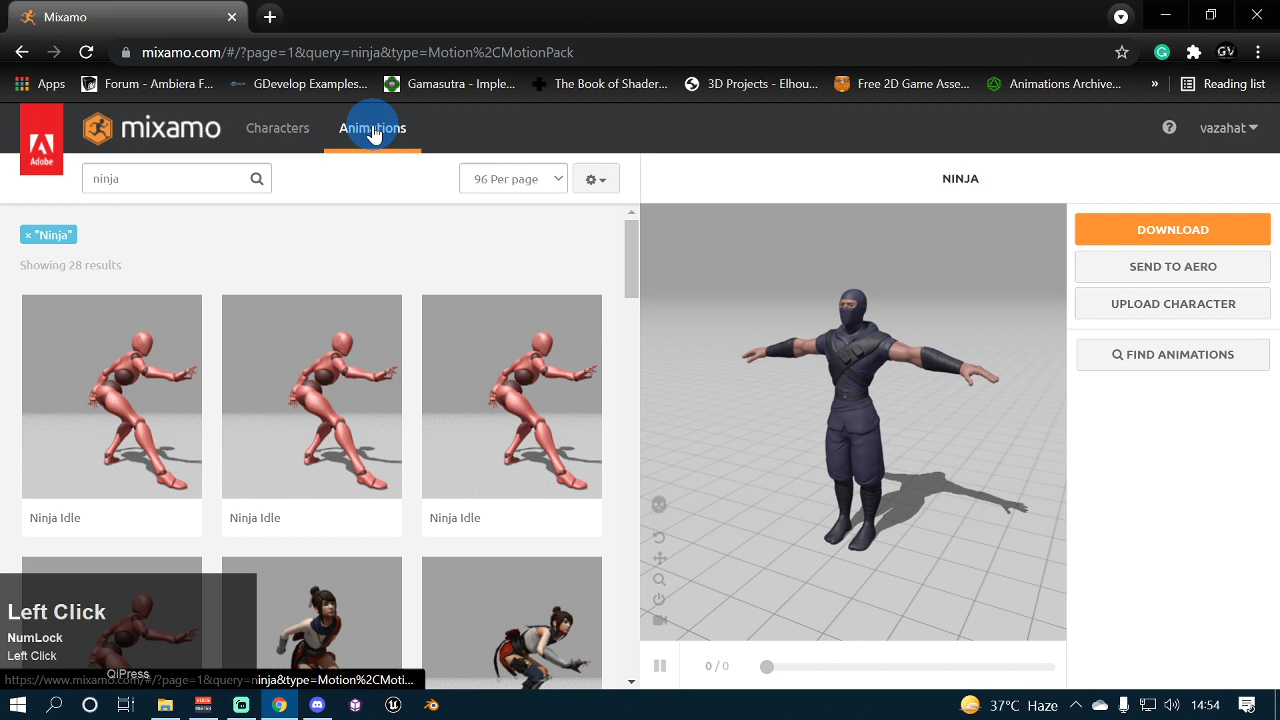 Mixamo
mixamo.com/#/?page=1&query=ninja&type=Motion%2CMotionPack
GV
Apps
Forum - Ambiera F...
GDevelop Examples...
Gamasutra - Imple...
The Book of Shader...
3D Projects - Elhou...
Free 2D Game Asse...
Animations Archive...
»
Reading list
Adobe
mixamo
Characters
Animations
vazahat
ninja
96 Per page
NINJA
× "Ninja"
Showing 28 results
DOWNLOAD
SEND TO AERO
UPLOAD CHARACTER
FIND ANIMATIONS
Ninja Idle
Ninja Idle
Ninja Idle
Left Click
NumLock
Left Click
QiPress
https://www.mixamo.com/#/?page=1&query=ninja&type=Motion%2CMoti...
0 / 0
37°C Haze
14:54